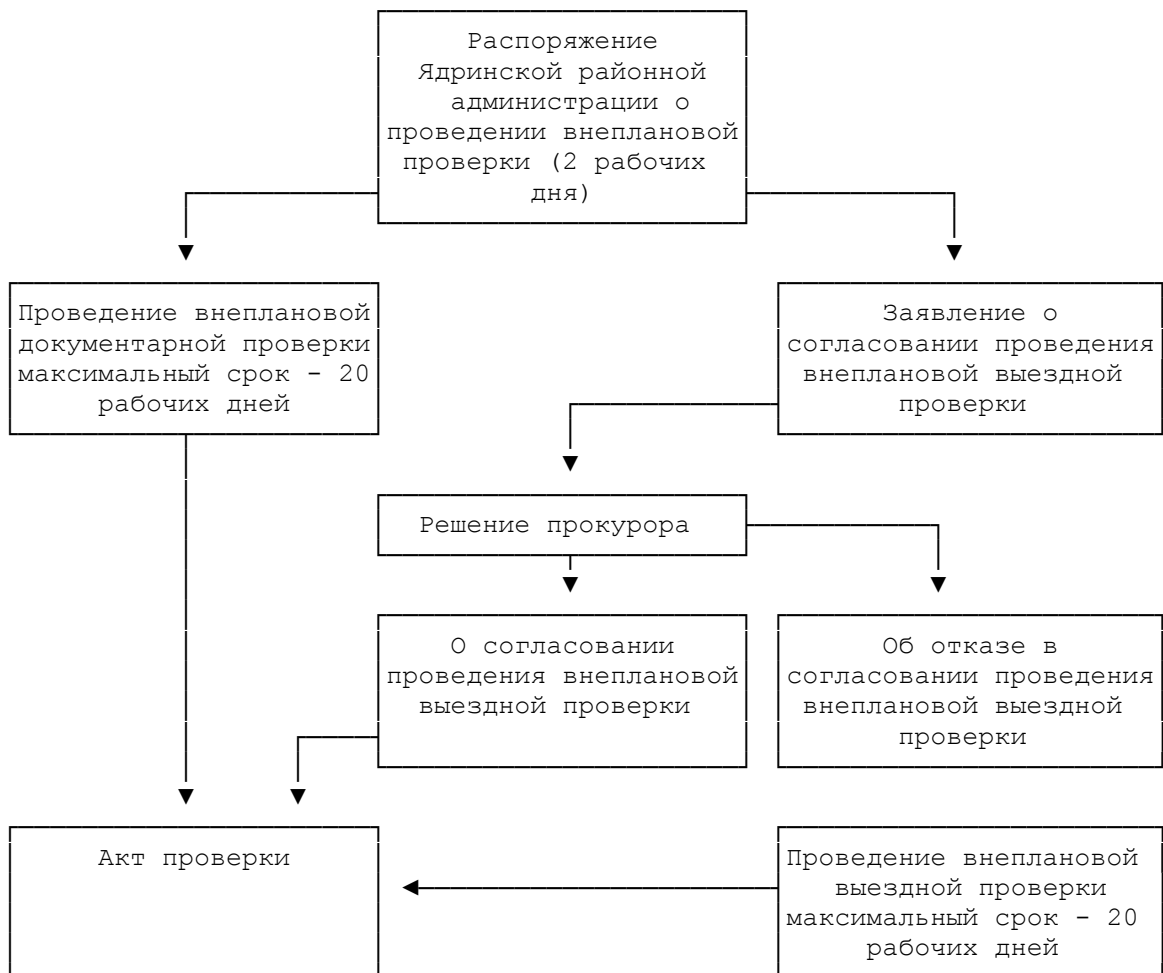 Распоряжение
Ядринской районной
администрации о
проведении внеплановой
проверки (2 рабочих
дня)
Проведение внеплановой
документарной проверки
максимальный срок - 20
рабочих дней
Заявление о
согласовании проведения
внеплановой выездной
проверки
Решение прокурора
О согласовании
проведения внеплановой
выездной проверки
Об отказе в
согласовании проведения
внеплановой выездной
проверки
Акт проверки
Проведение внеплановой
выездной проверки
максимальный срок - 20
рабочих дней